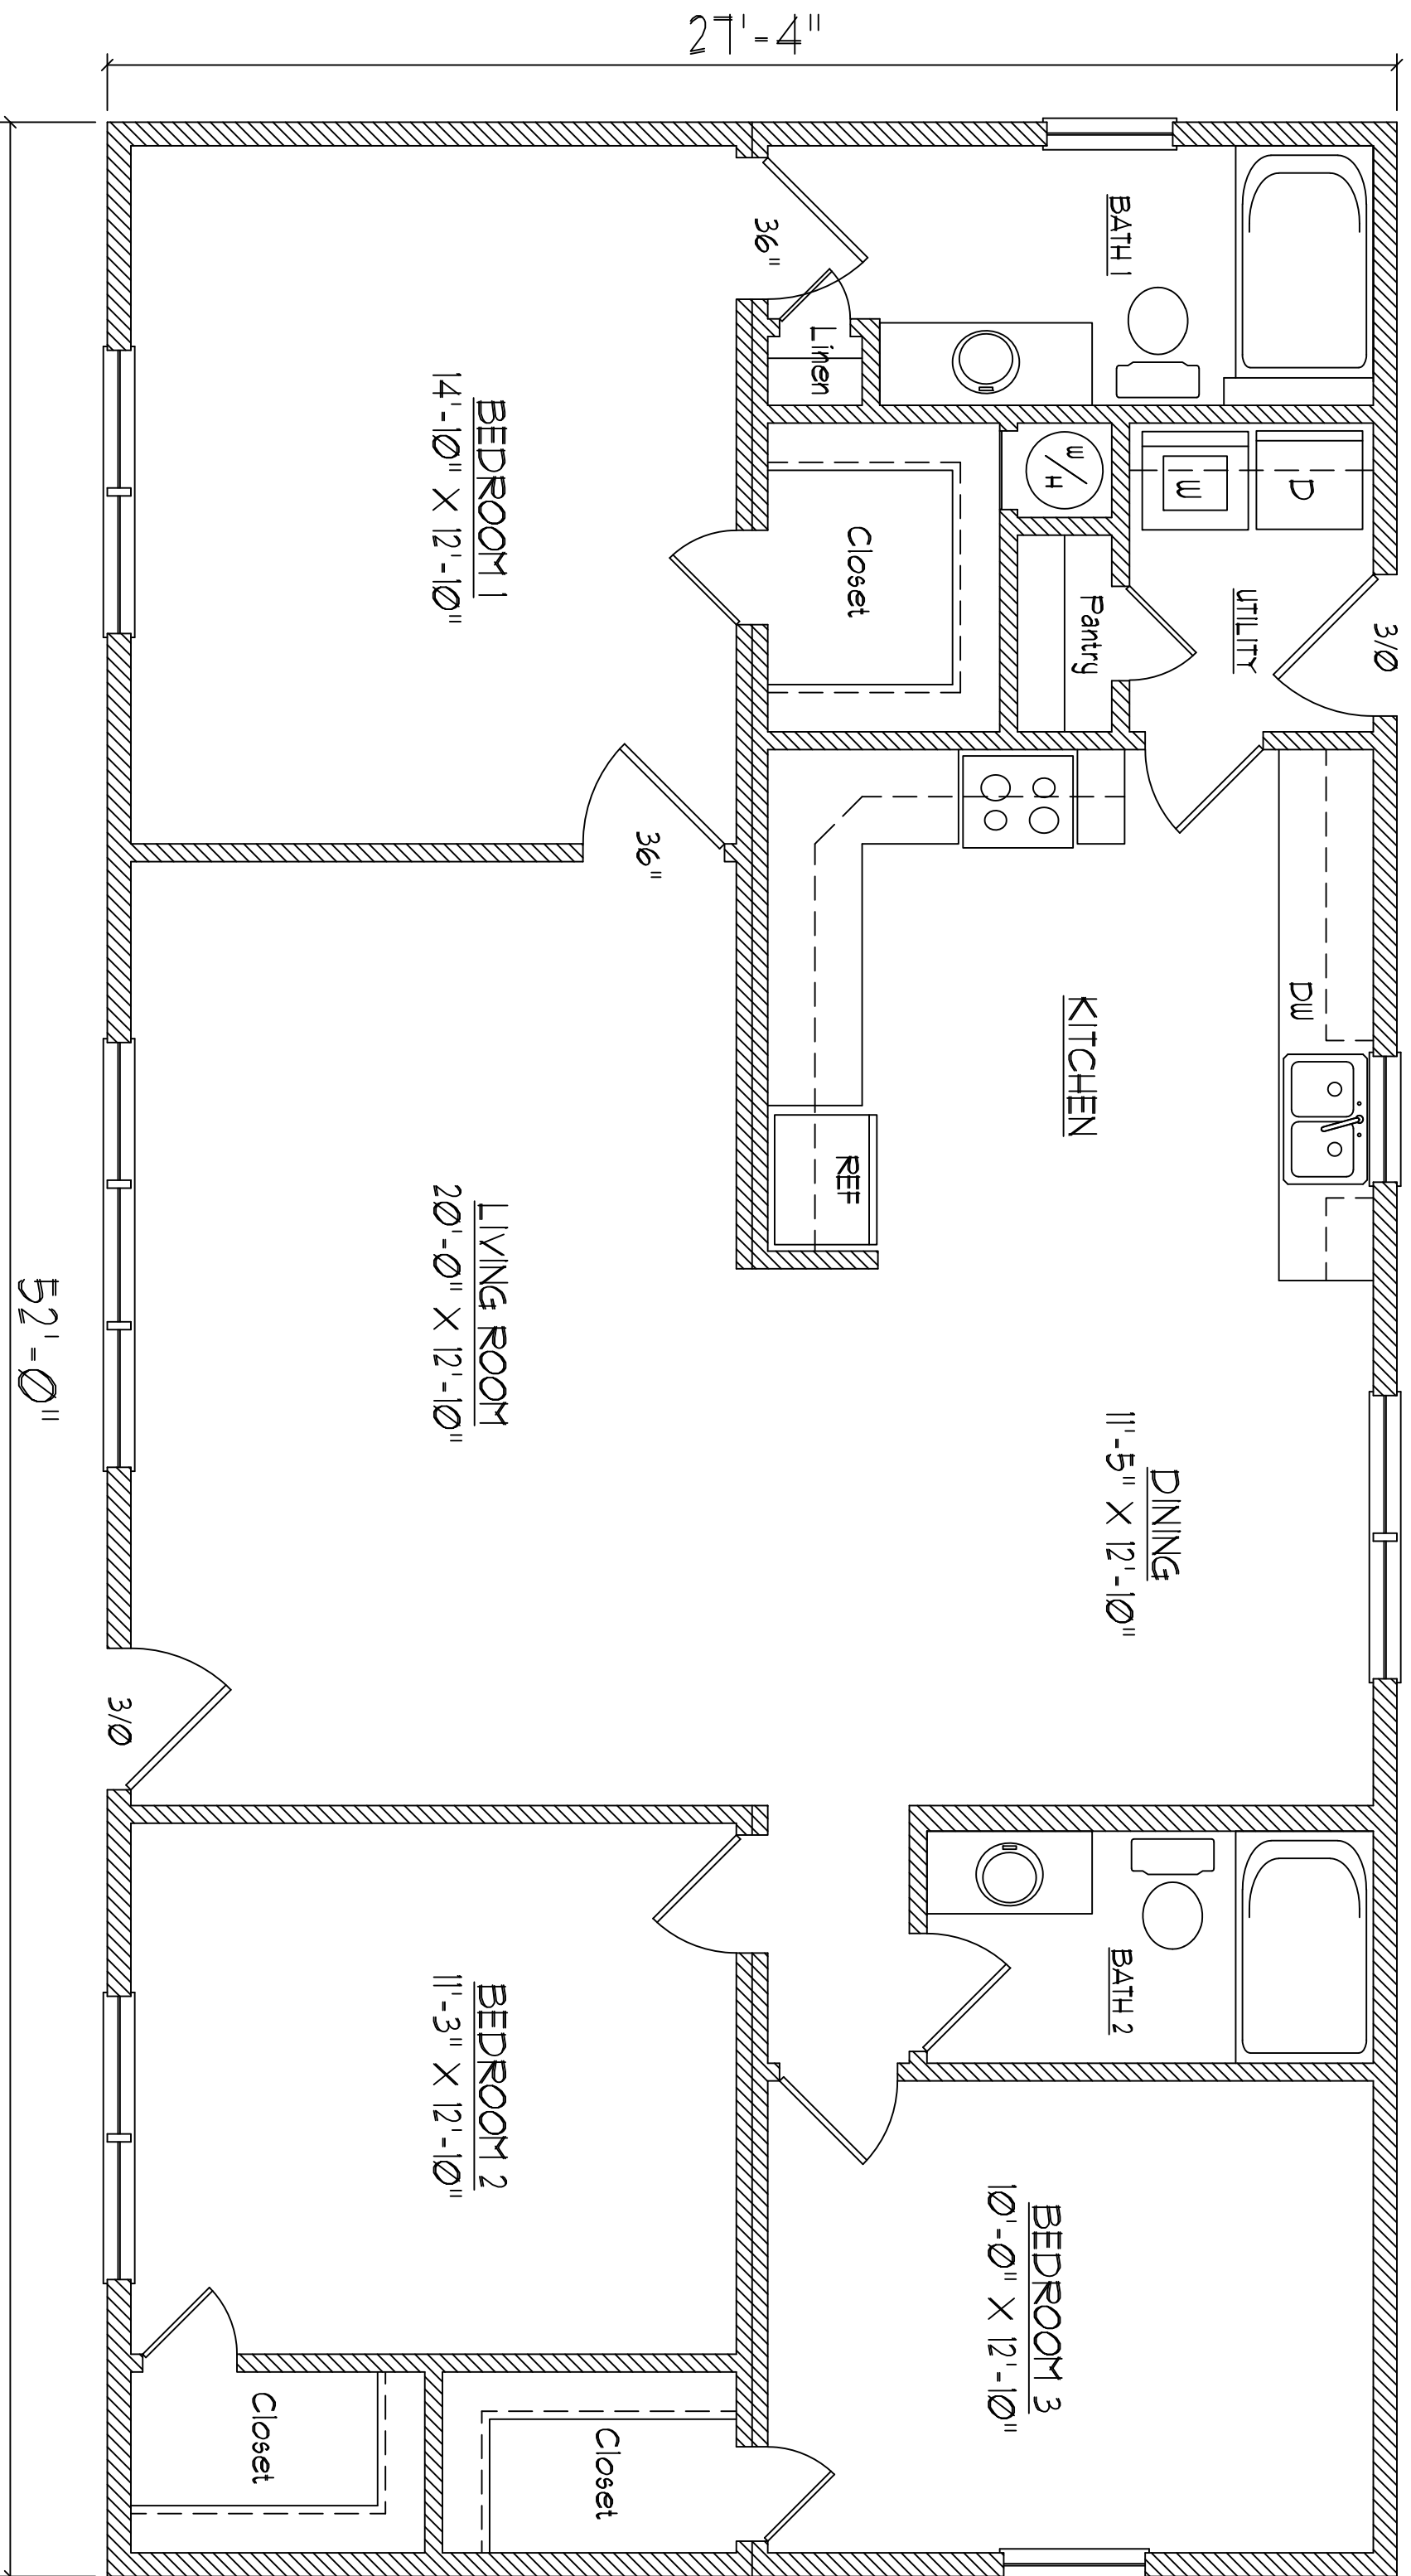 27'-4"
BATH 1
36"
Linen
W/H
W
D
UTILITY
3/0
Pantry
Closet
BEDROOM 1
14'-10" X 12'-10"
36"
KITCHEN
DW
REF
DINING
11'-5" X 12'-10"
LIVING ROOM
20'-0" X 12'-10"
3/0
BATH 2
BEDROOM 2
11'-3" X 12'-10"
BEDROOM 3
10'-0" X 12'-10"
Closet
Closet
52'-0"